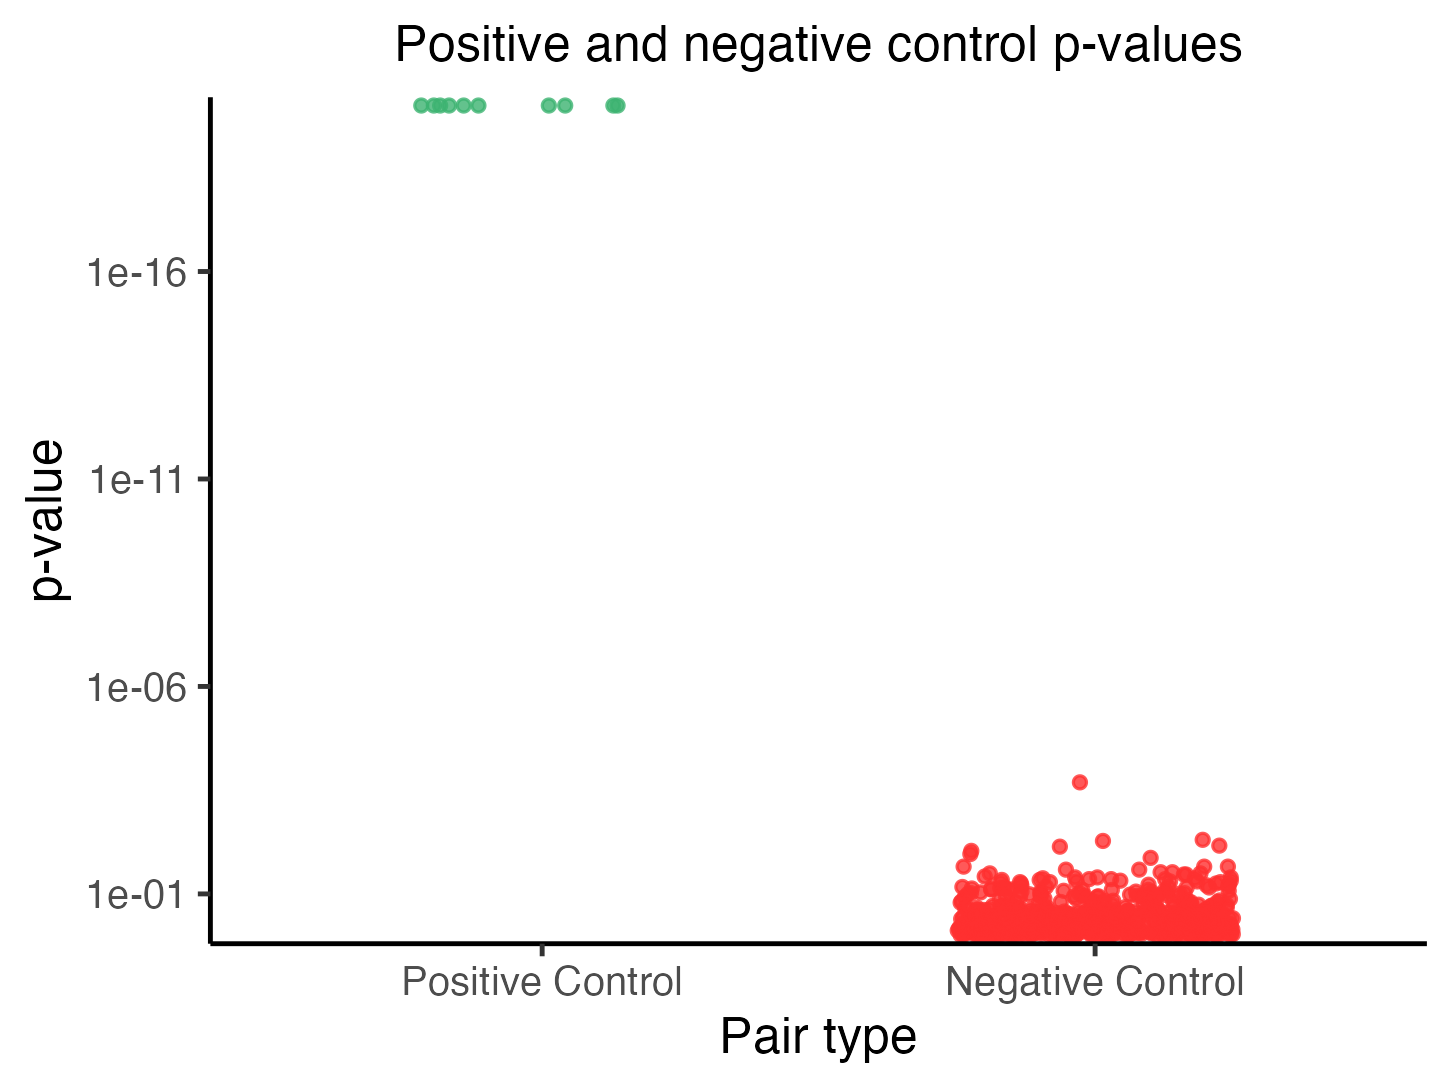 Positive and negative control p-values
p-value
1e-16
1e-11
1e-06
1e-01
Positive Control
Negative Control
Pair type